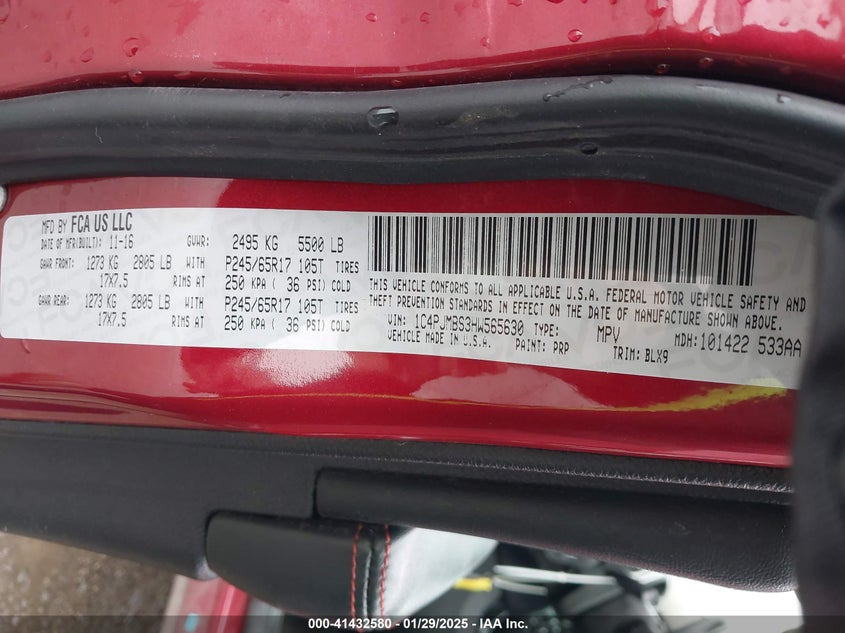 MFD BY FCA US LLC
DATE OF MFR(BUILT): 11-16 GVWR: 2495 KG 5500 LB
GAWR FRONT: 1273 KG 2805 LB WITH P245/65R17 105T TIRES
17X7.5 RIMS AT 250 KPA ( 36 PSI) COLD
GAWR REAR: 1273 KG 2805 LB WITH P245/65R17 105T TIRES
17X7.5 RIMS AT 250 KPA ( 36 PSI) COLD
THIS VEHICLE CONFORMS TO ALL APPLICABLE U.S.A. FEDERAL MOTOR VEHICLE SAFETY AND
THEFT PREVENTION STANDARDS IN EFFECT ON THE DATE OF MANUFACTURE SHOWN ABOVE.
VIN: 1C4PJMBS3HW565630 TYPE: MPV MDH: 101422 533AA
VEHICLE MADE IN U.S.A. PAINT: PRP TRIM: BLX9
000-41432580 - 01/29/2025 - IAA Inc.